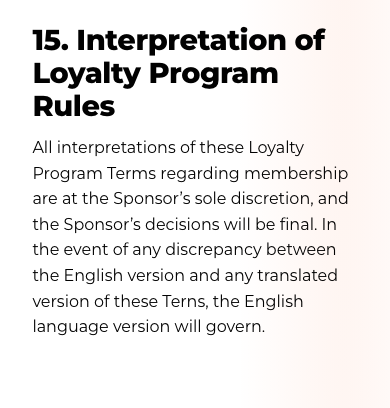 15. Interpretation of
Loyalty Program
Rules
All interpretations of these Loyalty
Program Terms regarding membership
are at the Sponsor’s sole discretion, and
the Sponsor’s decisions will be final. In
the event of any discrepancy between
the English version and any translated
version of these Terns, the English
language version will govern.